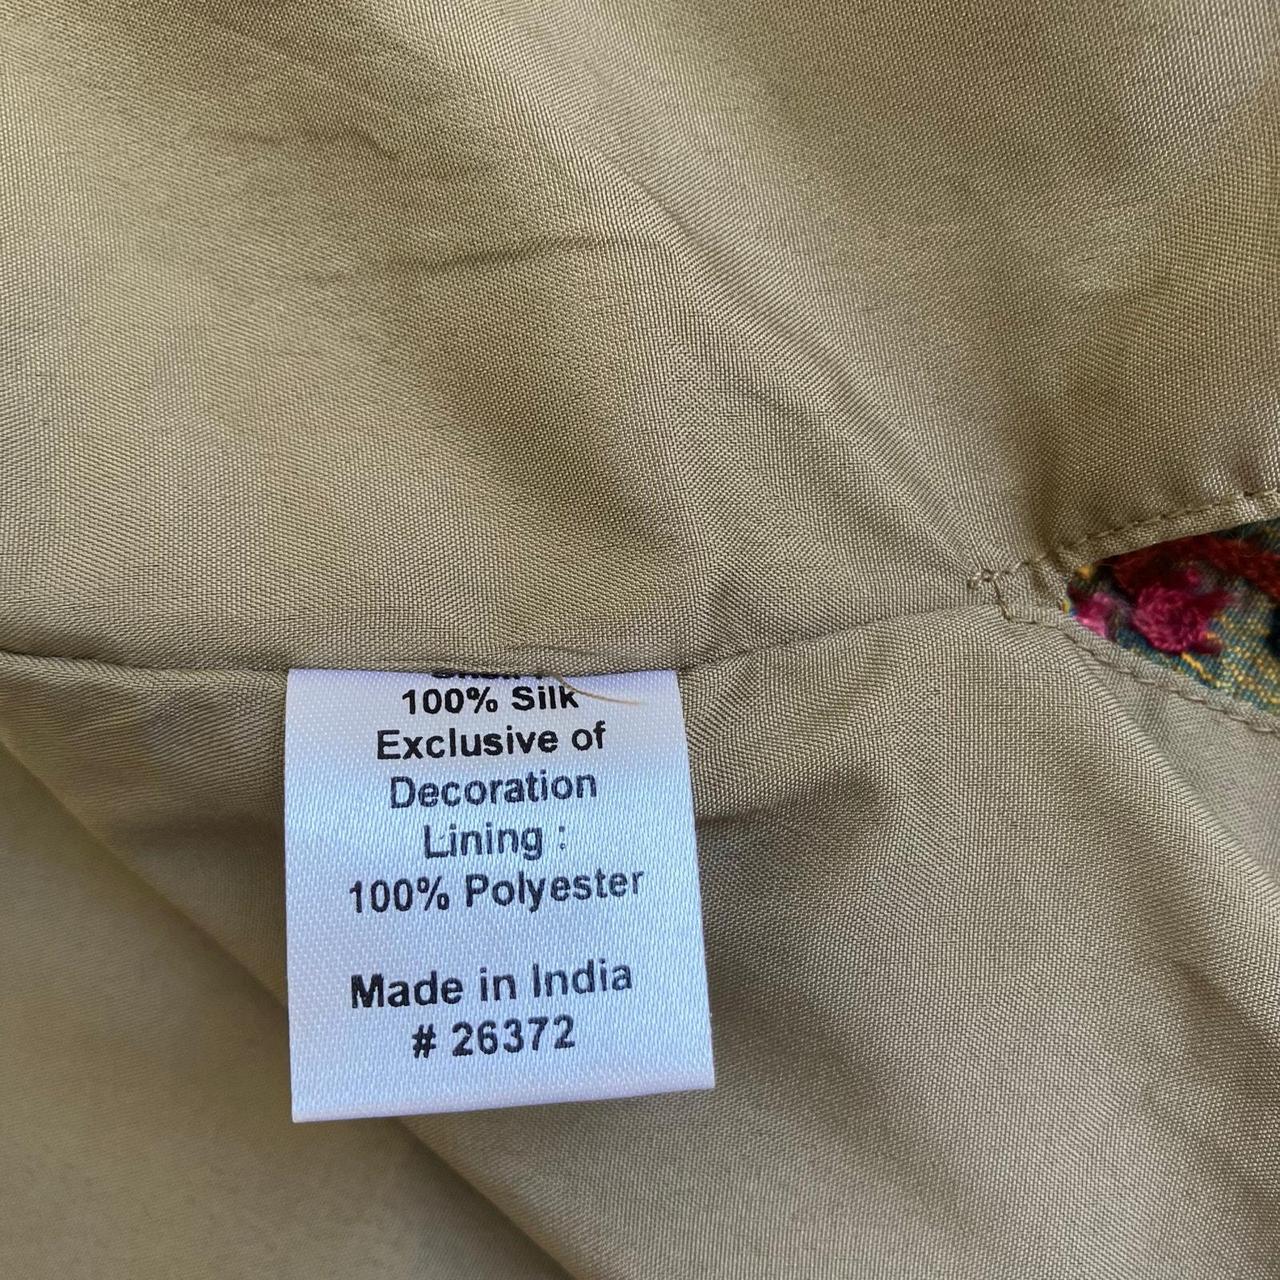 100% Silk
Exclusive of
Decoration
Lining :
100% Polyester
Made in India
# 26372